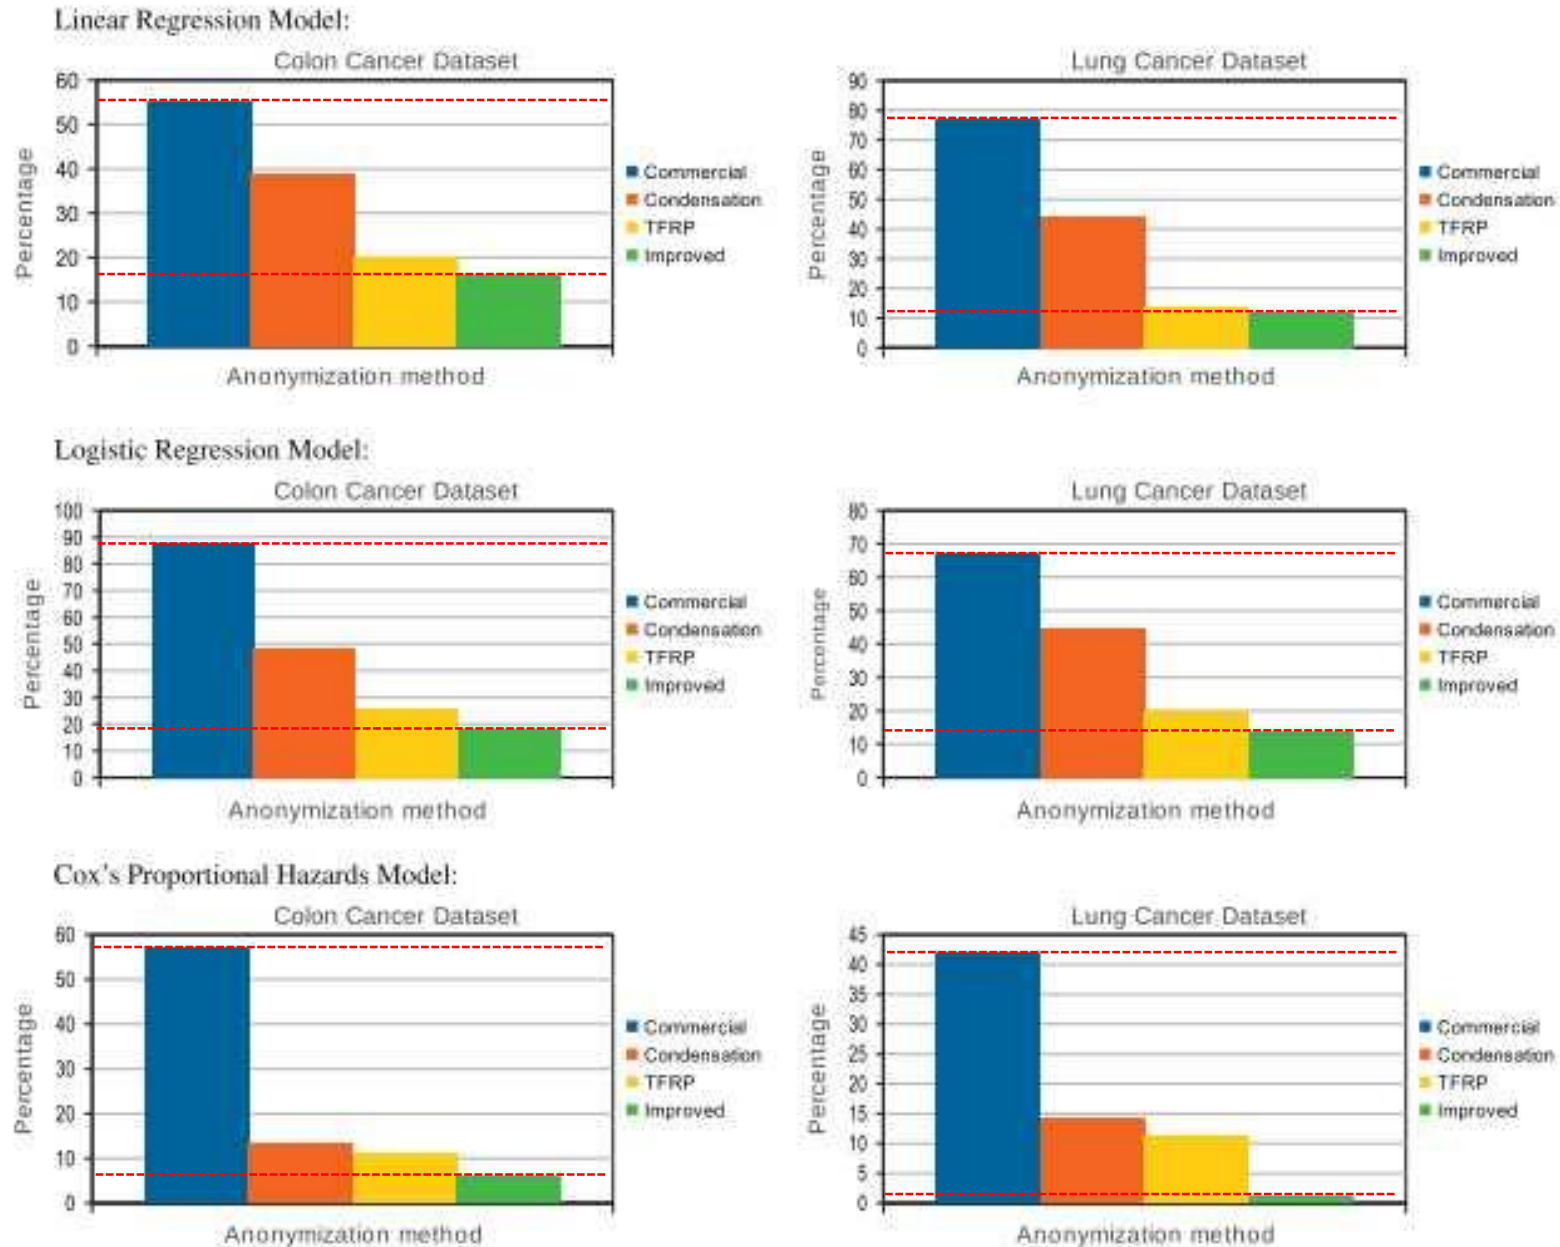 Linear Regression Model:
Colon Cancer Dataset
60
50
40
30
20
10
0
Percentage
Anonymization method
Commercial
Condensation
TFRP
Improved
Lung Cancer Dataset
90
80
70
60
50
40
30
20
10
0
Percentage
Anonymization method
Commercial
Condensation
TFRP
Improved
Logistic Regression Model:
Colon Cancer Dataset
100
90
80
70
60
50
40
30
20
10
0
Percentage
Anonymization method
Commercial
Condensation
TFRP
Improved
Lung Cancer Dataset
80
70
60
50
40
30
20
10
0
Percentage
Anonymization method
Commercial
Condensation
TFRP
Improved
Cox's Proportional Hazards Model:
Colon Cancer Dataset
60
50
40
30
20
10
0
Percentage
Anonymization method
Commercial
Condensation
TFRP
Improved
Lung Cancer Dataset
45
40
35
30
25
20
15
10
5
0
Percentage
Anonymization method
Commercial
Condensation
TFRP
Improved